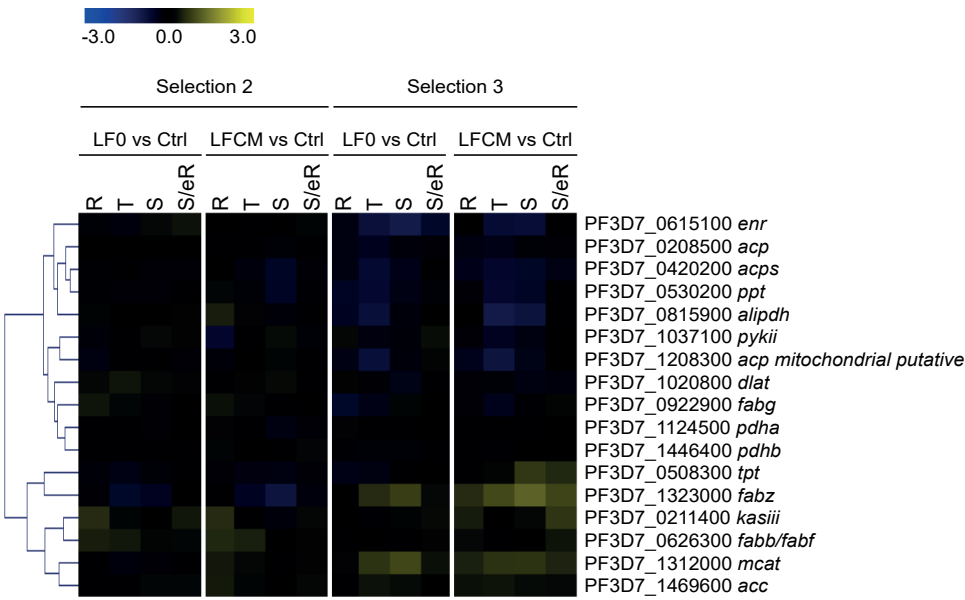 -3.0 0.0 3.0
Selection 2 Selection 3
LF0 vs Ctrl LFCM vs Ctrl LF0 vs Ctrl LFCM vs Ctrl
R T S S/eR R T S S/eR R T S S/eR R T S S/eR
PF3D7_0615100 enr
PF3D7_0208500 acp
PF3D7_0420200 acps
PF3D7_0530200 ppt
PF3D7_0815900 alipdh
PF3D7_1037100 pykii
PF3D7_1208300 acp mitochondrial putative
PF3D7_1020800 dlat
PF3D7_0922900 fabg
PF3D7_1124500 pdha
PF3D7_1446400 pdhb
PF3D7_0508300 tpt
PF3D7_1323000 fabz
PF3D7_0211400 kasiii
PF3D7_0626300 fabb/fabf
PF3D7_1312000 mcat
PF3D7_1469600 acc